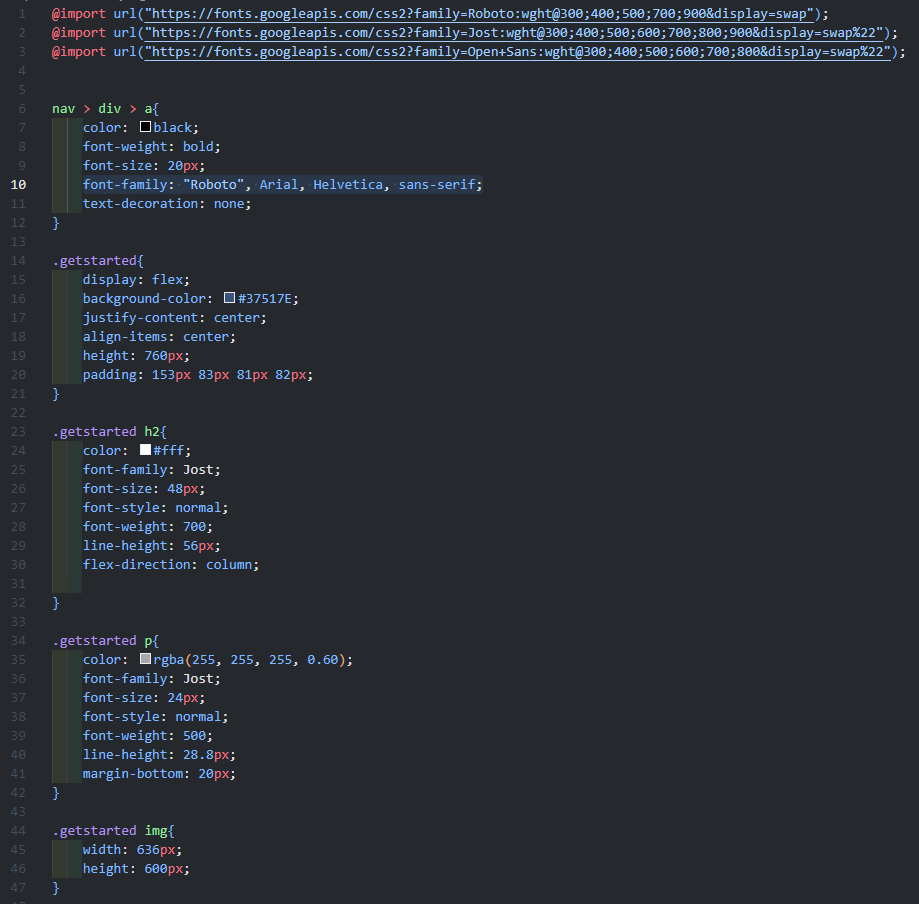 1 @import url("https://fonts.googleapis.com/css2?family=Roboto:wght@300;400;500;700;900&display=swap");
2 @import url("https://fonts.googleapis.com/css2?family=Jost:wght@300;400;500;600;700;800;900&display=swap%22");
3 @import url("https://fonts.googleapis.com/css2?family=Open+Sans:wght@300;400;500;600;700;800&display=swap%22");
4
5
6 nav > div > a{
7 color: black;
8 font-weight: bold;
9 font-size: 20px;
10 font-family: "Roboto", Arial, Helvetica, sans-serif;
11 text-decoration: none;
12 }
13
14 .getstarted{
15 display: flex;
16 background-color: #37517E;
17 justify-content: center;
18 align-items: center;
19 height: 760px;
20 padding: 153px 83px 81px 82px;
21 }
22
23 .getstarted h2{
24 color: #fff;
25 font-family: Jost;
26 font-size: 48px;
27 font-style: normal;
28 font-weight: 700;
29 line-height: 56px;
30 flex-direction: column;
31
32 }
33
34 .getstarted p{
35 color: rgba(255, 255, 255, 0.60);
36 font-family: Jost;
37 font-size: 24px;
38 font-style: normal;
39 font-weight: 500;
40 line-height: 28.8px;
41 margin-bottom: 20px;
42 }
43
44 .getstarted img{
45 width: 636px;
46 height: 600px;
47 }